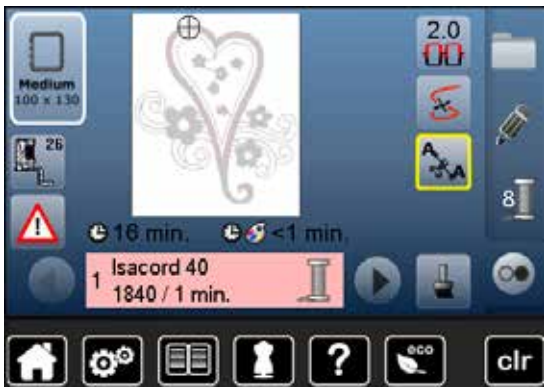 2.0
Medium
100 x 130
26
A
A
8
16 min.
<1 min.
1
Isacord 40
1840 / 1 min.
?
eco
clr